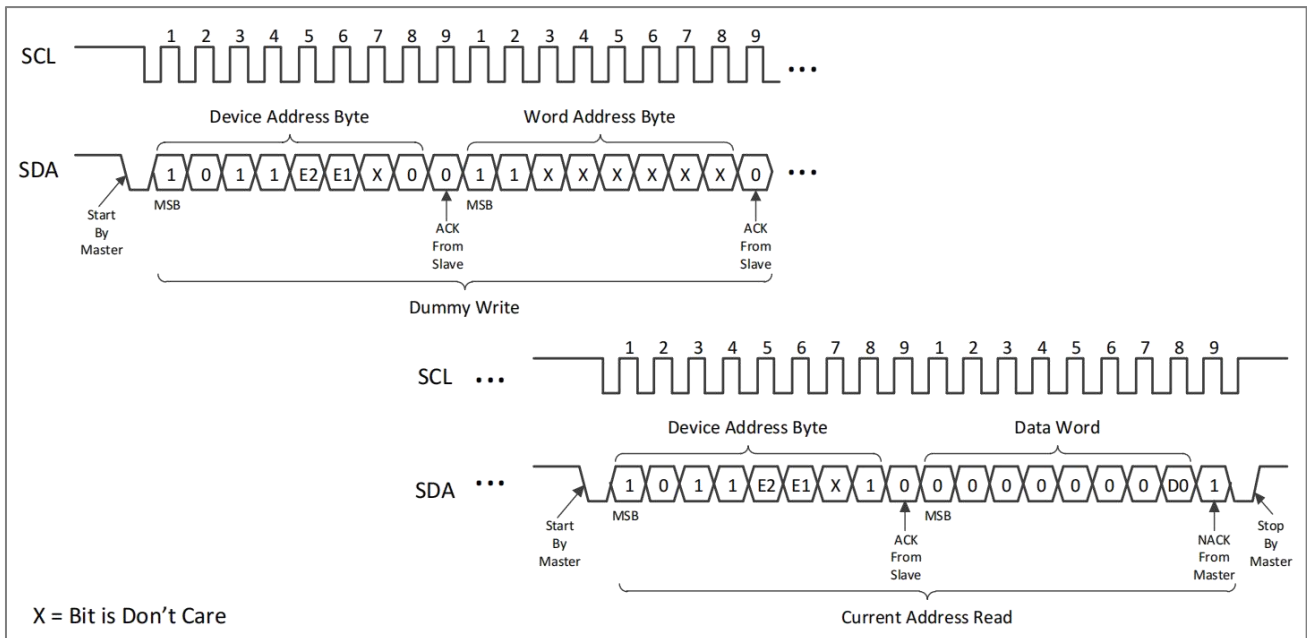 1 2 3 4 5 6 7 8 9 1 2 3 4 5 6 7 8 9
SCL ...
Device Address Byte Word Address Byte
SDA 1 0 1 1 E2 E1 X 0 0 1 1 X X X X X X 0 ...
MSB MSB
Start
By
Master
ACK
From
Slave
ACK
From
Slave
Dummy Write
1 2 3 4 5 6 7 8 9 1 2 3 4 5 6 7 8 9
SCL ...
Device Address Byte Data Word
SDA ... 1 0 1 1 E2 E1 X 1 0 0 0 0 0 0 0 0 D0 1
MSB MSB
Start
By
Master
ACK
From
Slave
NACK
From
Master
Stop
By
Master
Current Address Read
X = Bit is Don't Care